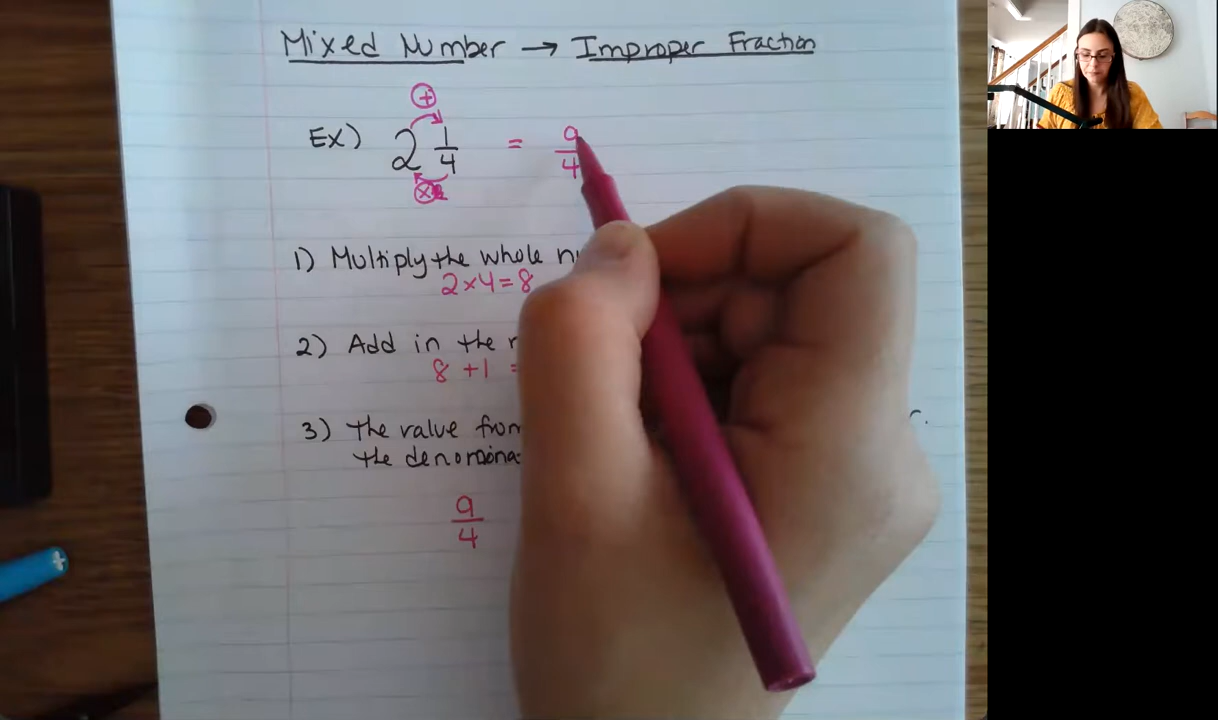 Mixed Number → Improper Fraction
Ex) 2 1/4 = 9/4
1) Multiply the whole
2 × 4 = 8
2) Add in the
8 + 1 =
3) the value from
the
9/4